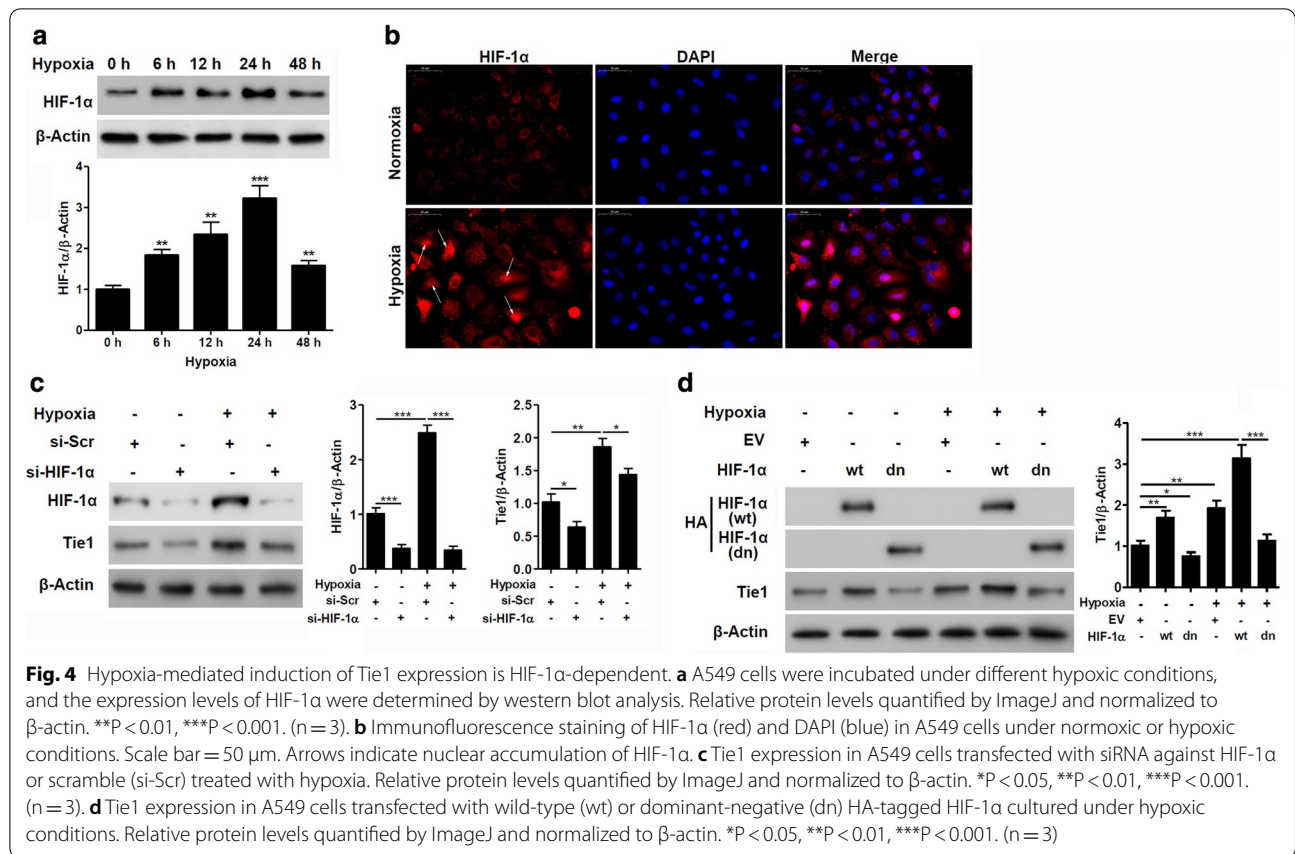 a
Hypoxia 0 h 6 h 12 h 24 h 48 h
HIF-1α
β-Actin
HIF-1α/β-Actin
4
3
2
1
0
** ** *** **
0 h 6 h 12 h 24 h 48 h
Hypoxia
b
HIF-1α DAPI Merge
Normoxia
Hypoxia
c
Hypoxia - - + +
si-Scr + - + -
si-HIF-1α - + - +
HIF-1α
Tie1
β-Actin
HIF-1α/β-Actin
3
2
1
0
*** ***
***
Hypoxia - - + +
si-Scr + - + -
si-HIF-1α - + - +
Tie1/β-Actin
2.5
2.0
1.5
1.0
0.5
0.0
** *
*
Hypoxia - - + +
si-Scr + - + -
si-HIF-1α - + - +
d
Hypoxia - - - + + +
EV + - - + - -
HIF-1α - wt dn - wt dn
HA
HIF-1α (wt)
HIF-1α (dn)
Tie1
β-Actin
Tie1/β-Actin
4
3
2
1
0
*** ***
**
*
**
Hypoxia - - - + + +
EV + - - + - -
HIF-1α - wt dn - wt dn
Fig. 4 Hypoxia-mediated induction of Tie1 expression is HIF-1α-dependent. a A549 cells were incubated under different hypoxic conditions,
and the expression levels of HIF-1α were determined by western blot analysis. Relative protein levels quantified by ImageJ and normalized to
β-actin. **P < 0.01, ***P < 0.001. (n = 3). b Immunofluorescence staining of HIF-1α (red) and DAPI (blue) in A549 cells under normoxic or hypoxic
conditions. Scale bar = 50 μm. Arrows indicate nuclear accumulation of HIF-1α. c Tie1 expression in A549 cells transfected with siRNA against HIF-1α
or scramble (si-Scr) treated with hypoxia. Relative protein levels quantified by ImageJ and normalized to β-actin. *P < 0.05, **P < 0.01, ***P < 0.001.
(n = 3). d Tie1 expression in A549 cells transfected with wild-type (wt) or dominant-negative (dn) HA-tagged HIF-1α cultured under hypoxic
conditions. Relative protein levels quantified by ImageJ and normalized to β-actin. *P < 0.05, **P < 0.01, ***P < 0.001. (n = 3)